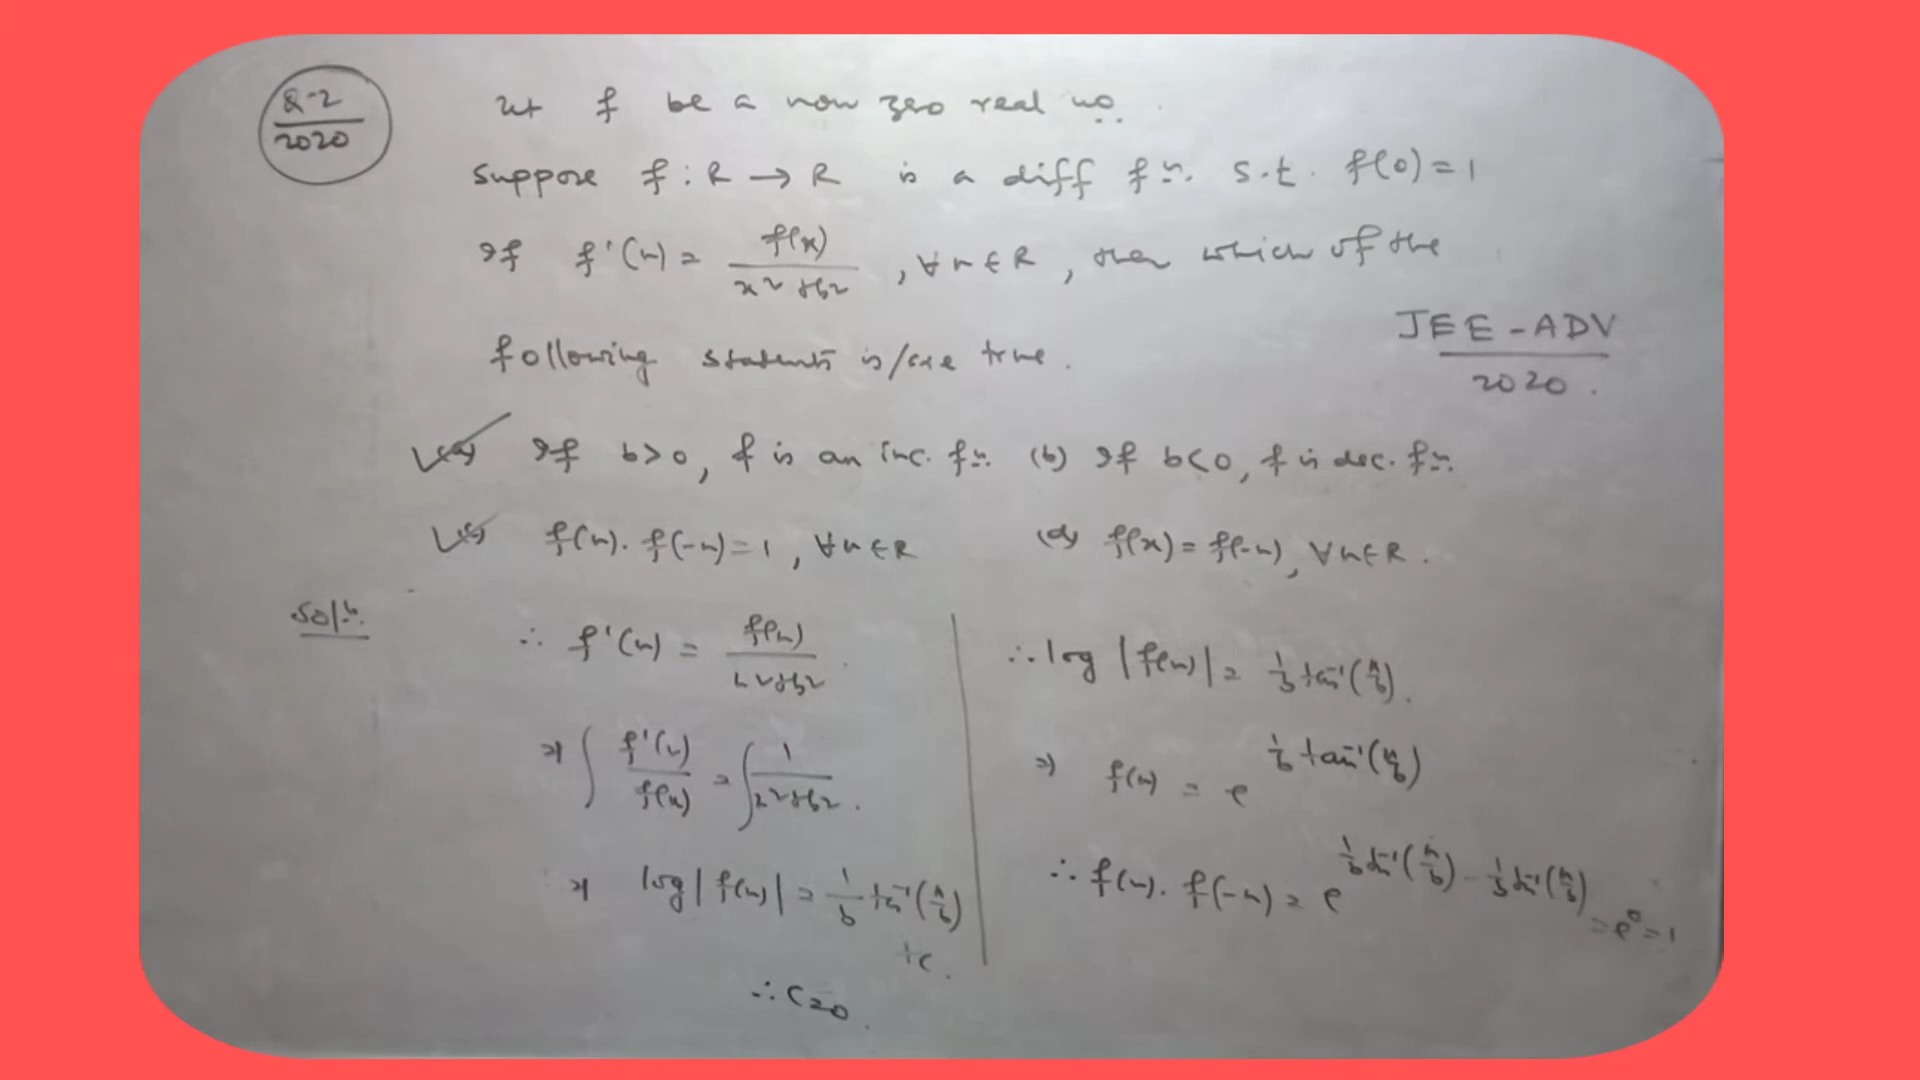 Q-2
2020
Let f be a non zero real no.
Suppose f : R → R is a diff fn. s.t. f(0) = 1
If f'(x) = f(x)/(x²+b²), ∀ x ∈ R, then which of the
following statents is/are true.
JEE-ADV
2020.
(a) If b>0, f is an inc. fn. (b) If b<0, f is dec. fn.
(c) f(x). f(-x) = 1, ∀ x ∈ R (d) f(x) = f(-x), ∀ x ∈ R.
Soln.
∴ f'(x) = f(x)/(x²+b²).
⇒ ∫ f'(x)/f(x) = ∫ 1/(x²+b²).
⇒ log|f(x)| = 1/b tan⁻¹(x/b)
+c.
∴ c=0.
∴ log|f(x)| = 1/b tan⁻¹(x/b).
⇒ f(x) = e^(1/b tan⁻¹(x/b))
∴ f(x). f(-x) = e^(1/b tan⁻¹(x/b) - 1/b tan⁻¹(x/b)) = e⁰ = 1